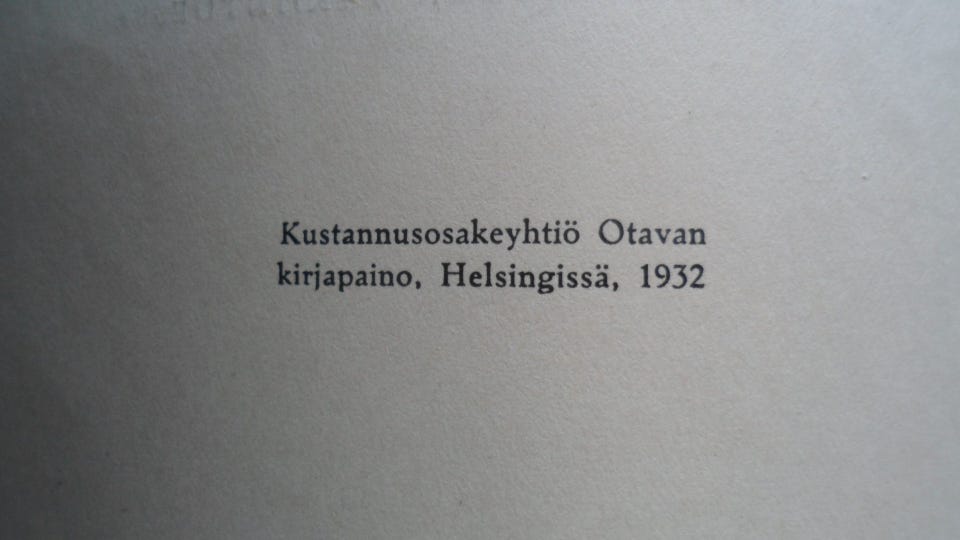 Kustannusosakeyhtiö Otavan
kirjapaino, Helsingissä, 1932